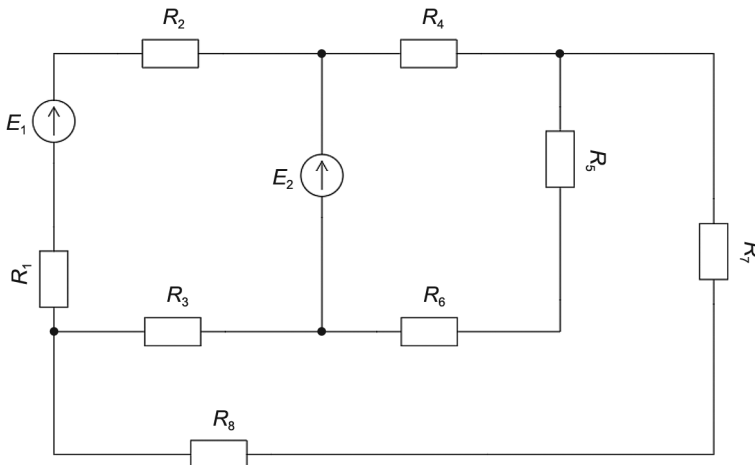 R₂
R₄
E₁
E₂
R₅
R₁
R₇
R₃
R₆
R₈